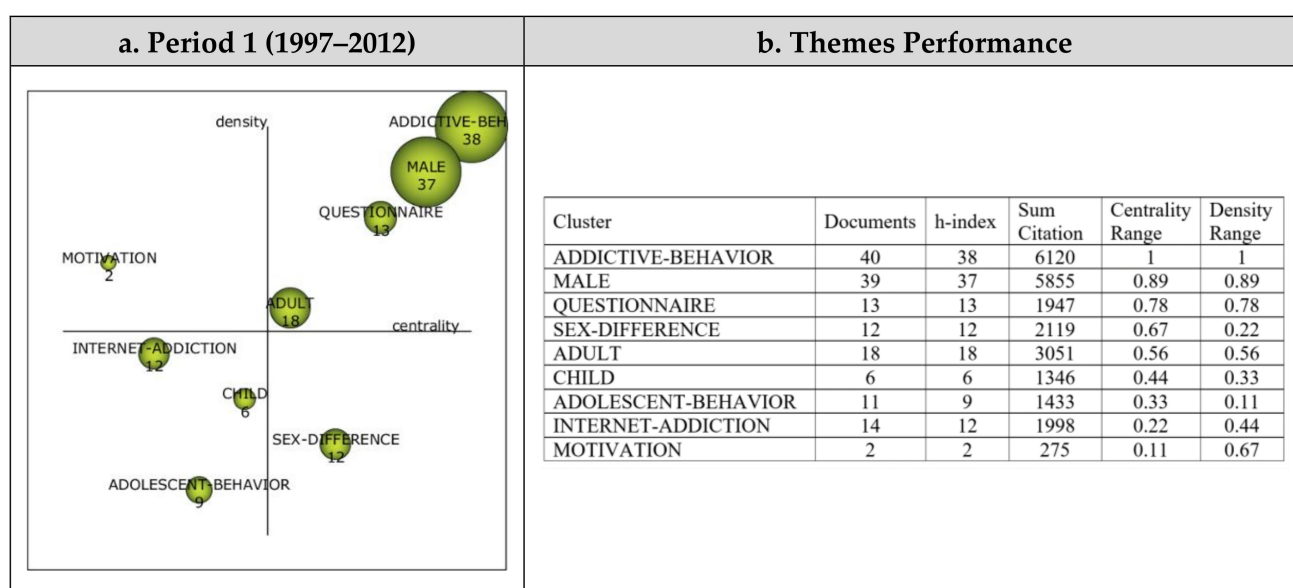 a. Period 1 (1997–2012)
b. Themes Performance
density
ADDICTIVE-BEH
38
MALE
37
QUESTIONNAIRE
13
MOTIVATION
2
ADULT
18
centrality
INTERNET-ADDICTION
12
CHILD
6
SEX-DIFFERENCE
12
ADOLESCENT-BEHAVIOR
9
Cluster Documents h-index Sum Citation Centrality Range Density Range
ADDICTIVE-BEHAVIOR 40 38 6120 1 1
MALE 39 37 5855 0.89 0.89
QUESTIONNAIRE 13 13 1947 0.78 0.78
SEX-DIFFERENCE 12 12 2119 0.67 0.22
ADULT 18 18 3051 0.56 0.56
CHILD 6 6 1346 0.44 0.33
ADOLESCENT-BEHAVIOR 11 9 1433 0.33 0.11
INTERNET-ADDICTION 14 12 1998 0.22 0.44
MOTIVATION 2 2 275 0.11 0.67